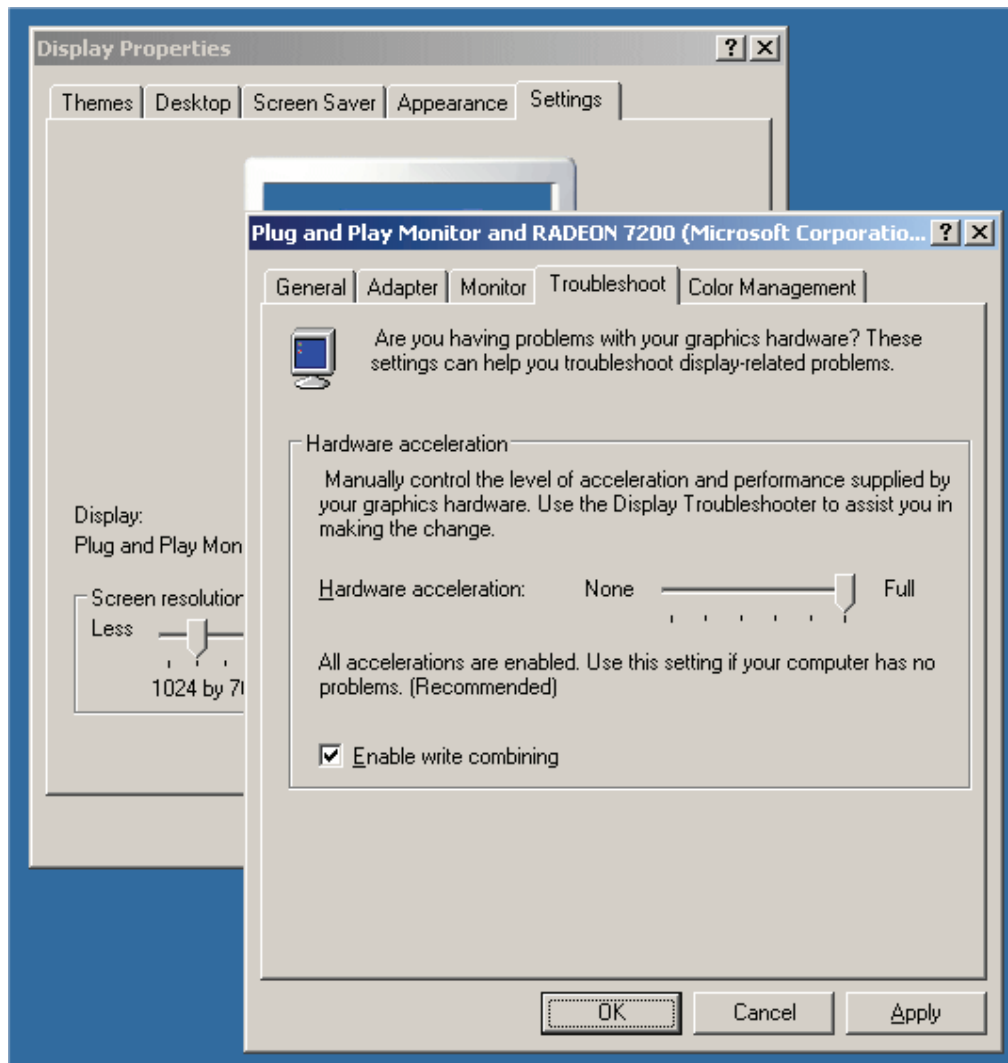 Display Properties
Themes Desktop Screen Saver Appearance Settings
Plug and Play Monitor and RADEON 7200 (Microsoft Corporatio...
General Adapter Monitor Troubleshoot Color Management
Are you having problems with your graphics hardware? These
settings can help you troubleshoot display-related problems.
Hardware acceleration
Manually control the level of acceleration and performance supplied by
your graphics hardware. Use the Display Troubleshooter to assist you in
making the change.
Hardware acceleration: None Full
All accelerations are enabled. Use this setting if your computer has no
problems. (Recommended)
Enable write combining
OK Cancel Apply
Display:
Plug and Play Mon
Screen resolution
Less
1024 by 7